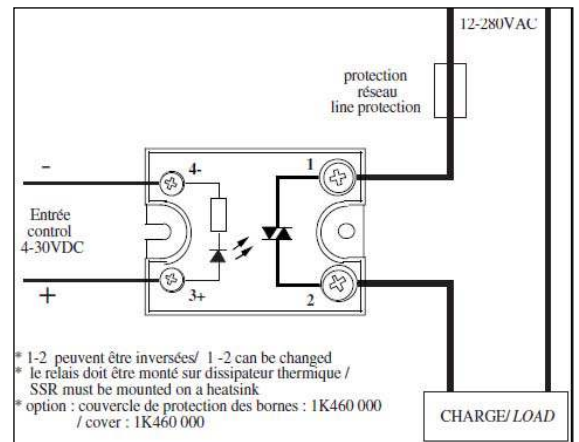 12-280VAC
protection
réseau
line protection
-
4-
1
Entrée
control
4-30VDC
+
3+
2
* 1-2 peuvent être inversées/ 1 -2 can be changed
* le relais doit être monté sur dissipateur thermique /
SSR must be mounted on a heatsink
* option : couvercle de protection des bornes : 1K460 000
/ cover : 1K460 000
CHARGE/ LOAD